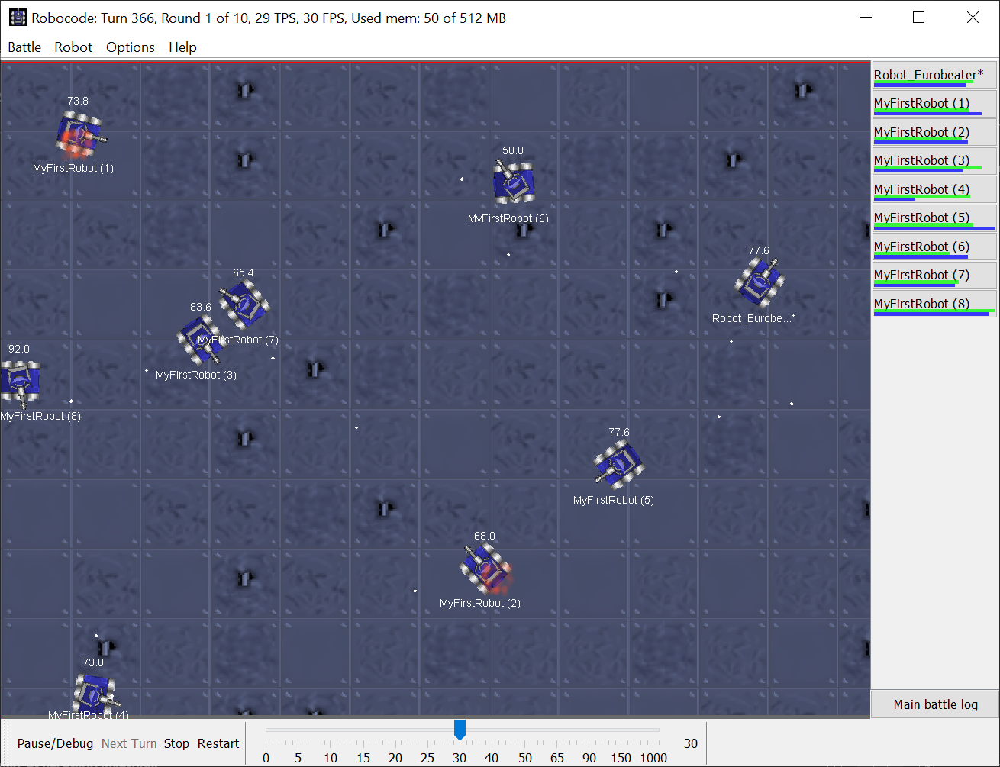 Robocode: Turn 366, Round 1 of 10, 29 TPS, 30 FPS, Used mem: 50 of 512 MB
Battle Robot Options Help
73.8
MyFirstRobot (1)
58.0
MyFirstRobot (6)
77.6
Robot_Eurobe...*
65.4
MyFirstRobot (7)
83.6
MyFirstRobot (3)
92.0
MyFirstRobot (8)
77.6
MyFirstRobot (5)
68.0
MyFirstRobot (2)
73.0
MyFirstRobot (4)
Robot_Eurobeater*
MyFirstRobot (1)
MyFirstRobot (2)
MyFirstRobot (3)
MyFirstRobot (4)
MyFirstRobot (5)
MyFirstRobot (6)
MyFirstRobot (7)
MyFirstRobot (8)
Main battle log
Pause/Debug Next Turn Stop Restart
0 5 10 15 20 25 30 40 50 65 90 150 1000
30